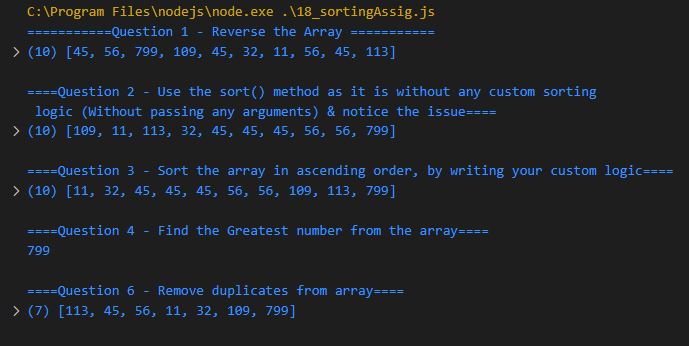 C:\Program Files\nodejs\node.exe .\18_sortingAssig.js
===========Question 1 - Reverse the Array ===========
> (10) [45, 56, 799, 109, 45, 32, 11, 56, 45, 113]
====Question 2 - Use the sort() method as it is without any custom sorting
logic (Without passing any arguments) & notice the issue====
> (10) [109, 11, 113, 32, 45, 45, 45, 56, 56, 799]
====Question 3 - Sort the array in ascending order, by writing your custom logic====
> (10) [11, 32, 45, 45, 45, 56, 56, 109, 113, 799]
====Question 4 - Find the Greatest number from the array====
799
====Question 6 - Remove duplicates from array====
> (7) [113, 45, 56, 11, 32, 109, 799]